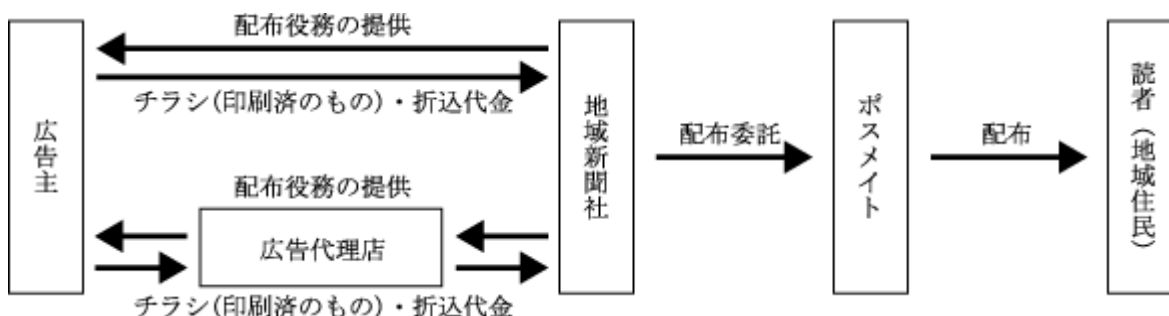 配布役務の提供
チラシ(印刷済のもの)・折込代金
広告主
配布役務の提供
広告代理店
チラシ(印刷済のもの)・折込代金
地域新聞社
配布委託
ポスメイト
配布
読者(地域住民)